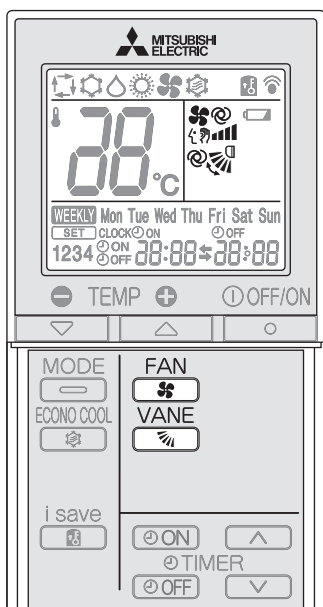 MITSUBISHI
ELECTRIC
°C
WEEKLY Mon Tue Wed Thu Fri Sat Sun
SET CLOCK ON OFF
1234 ON OFF 88:88 88:88
TEMP OFF/ON
MODE FAN
ECONO COOL VANE
i save
ON
TIMER
OFF